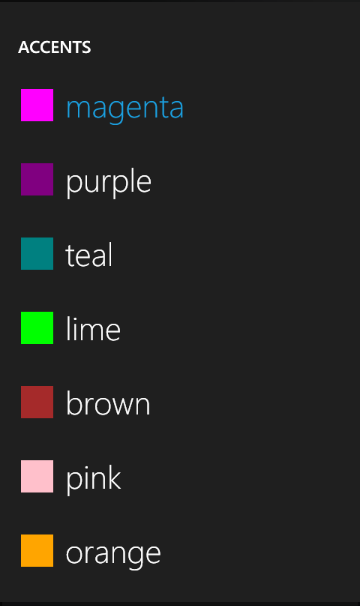 ACCENTS
magenta
purple
teal
lime
brown
pink
orange